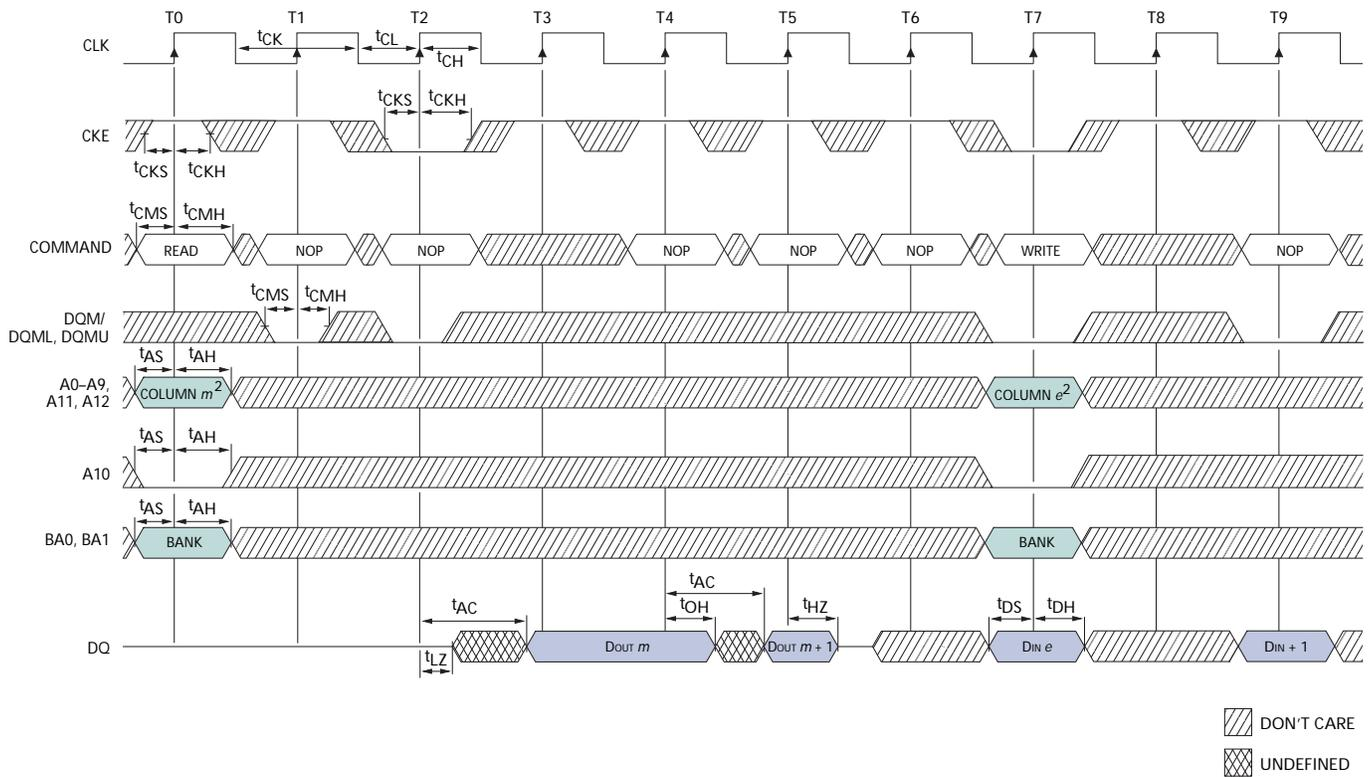 T0 T1 T2 T3 T4 T5 T6 T7 T8 T9
CLK
tCK tCL
tCH
tCKS tCKH
CKE
tCKS tCKH
tCMS tCMH
COMMAND READ NOP NOP NOP NOP NOP WRITE NOP
tCMS tCMH
DQM/
DQML, DQMU
tAS tAH
A0–A9,
A11, A12
COLUMN m2 COLUMN e2
tAS tAH
A10
tAS tAH
BA0, BA1 BANK BANK
tAC
tAC tOH tHZ tDS tDH
DQ DOUT m DOUT m + 1 DIN e DIN + 1
tLZ
DON'T CARE
UNDEFINED